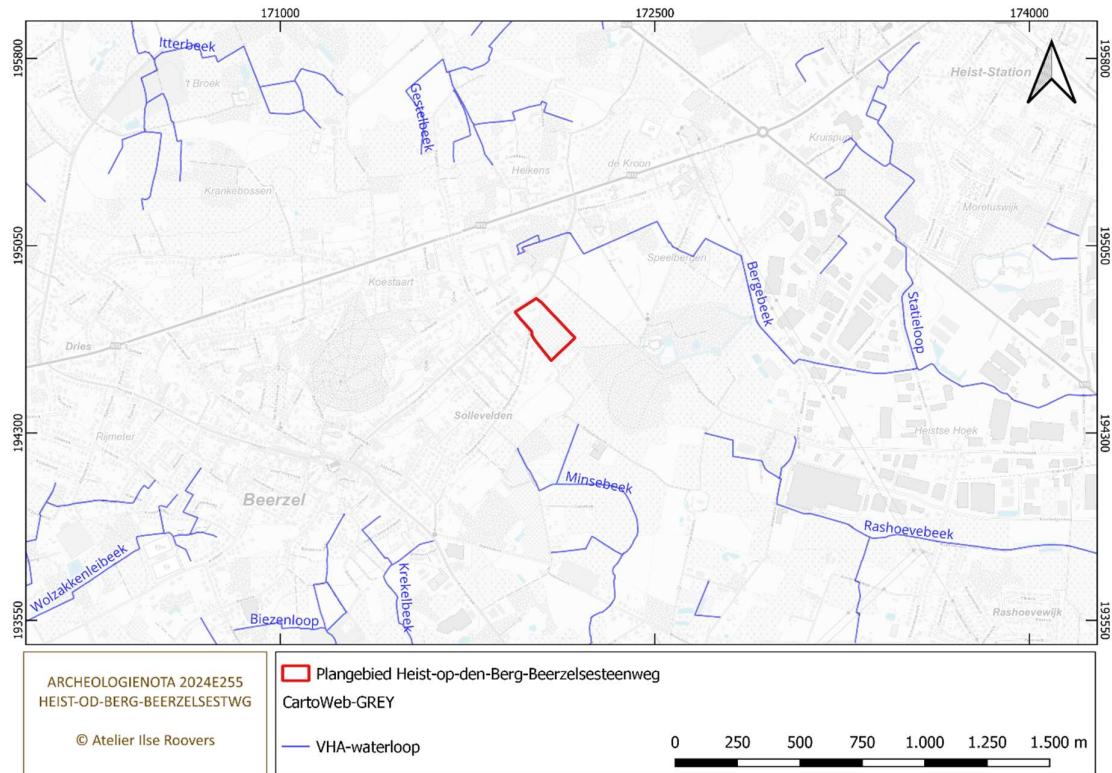 171000
172500
174000
195800
195800
Itterbeek
't Broek
Gestelbeek
Heist-Station
Kruispunt
de Kroon
Heikens
Krankebossen
Moretuswijk
195050
195050
Speelbergen
Koestaart
Bergebeek
Statieloop
Dries
Sollevelden
194300
194300
Rijmeter
Heistse Hoek
Minsebeek
Beerzel
Rashoevebeek
Wolzakkenleibeek
Krekelbeek
Biezenloop
Rashoevewijk
193550
193550
ARCHEOLOGIENOTA 2024E255
HEIST-OD-BERG-BEERZELSESTWG
© Atelier Ilse Roovers
Plangebied Heist-op-den-Berg-Beerzelsesteenweg
CartoWeb-GREY
VHA-waterloop
0 250 500 750 1.000 1.250 1.500 m